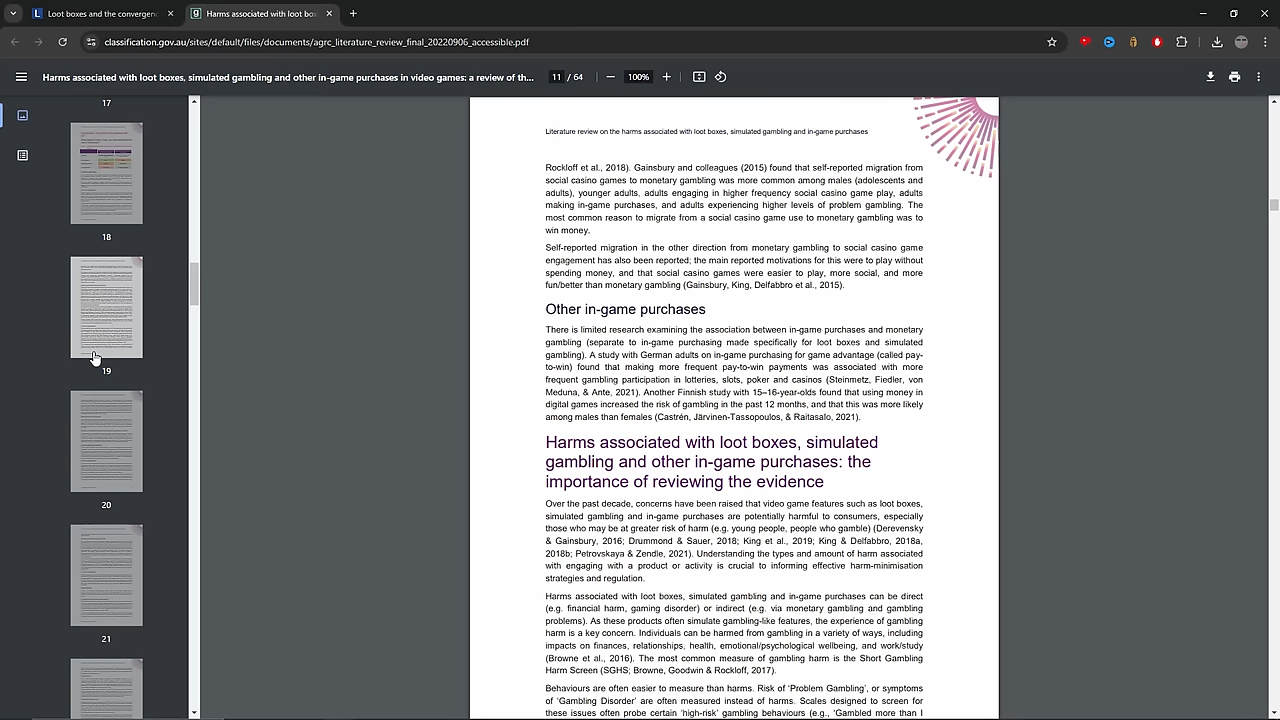 Loot boxes and the convergen
Harms associated with loot boxes
classification.gov.au/sites/default/files/documents/agrc_literature_review_final_20220906_accessible.pdf
Harms associated with loot boxes, simulated gambling and other in-game purchases in video games: a review of th...
11 / 64
100%
17
18
19
20
21
Literature review on the harms associated with loot boxes, simulated gambling and in-game purchases
Rockloff et al., 2018). Gainsbury and colleagues (2015) found that self-reported migration from
social casino games to monetary gambling was more common among males (adolescents and
adults), younger adults, adults engaging in higher frequency social casino game play, adults
making in-game purchases, and adults experiencing higher levels of problem gambling. The
most common reason to migrate from a social casino game use to monetary gambling was to
win money.
Self-reported migration in the other direction from monetary gambling to social casino game
engagement has also been reported; the main reported motivations for this were to play without
spending money, and that social casino games were easier to play, more social, and more
fun/better than monetary gambling (Gainsbury, King, Delfabbro et al., 2015).
Other in-game purchases
There is limited research examining the association between in-game purchases and monetary
gambling (separate to in-game purchasing made specifically for loot boxes and simulated
gambling). A study with German adults on in-game purchasing for game advantage (called pay-
to-win) found that making more frequent pay-to-win payments was associated with more
frequent gambling participation in lotteries, slots, poker and casinos (Steinmetz, Fiedler, von
Meduna, & Ante, 2021). Another Finnish study with 15–16-year-olds found that using money in
digital games increased the risk of gambling in the past 12 months, and that this was more likely
among males than females (Castrén, Järvinen-Tassopoulos, & Raitasalo, 2021).
Harms associated with loot boxes, simulated
gambling and other in-game purchases: the
importance of reviewing the evidence
Over the past decade, concerns have been raised that video game features such as loot boxes,
simulated gambling and in-game purchases are potentially harmful to consumers, especially
those who may be at greater risk of harm (e.g. young people, people who gamble) (Derevensky
& Gainsbury, 2016; Drummond & Sauer, 2018; King et al., 2019; King & Delfabbro, 2018a,
2018b; Petrovskaya & Zendle, 2021). Understanding the types and amount of harm associated
with engaging with a product or activity is crucial to informing effective harm-minimisation
strategies and regulation.
Harms associated with loot boxes, simulated gambling and in-game purchases can be direct
(e.g. financial harm, gaming disorder) or indirect (e.g. via monetary gambling and gambling
problems). As these products often simulate gambling-like features, the experience of gambling
harm is a key concern. Individuals can be harmed from gambling in a variety of ways, including
impacts on finances, relationships, health, emotional/psychological wellbeing, and work/study
(Browne et al., 2016). The most common measure of gambling harm is the Short Gambling
Harm Screen (SGHS; Browne, Goodwin & Rockloff, 2017).
Behaviours are often easier to measure than harms. Risk of 'Problem Gambling', or symptoms
of 'Gambling Disorder' are often measured instead of harms. Scales designed to screen for
these issues often probe certain 'high-risk' gambling behaviours (e.g., 'Gambled more than I